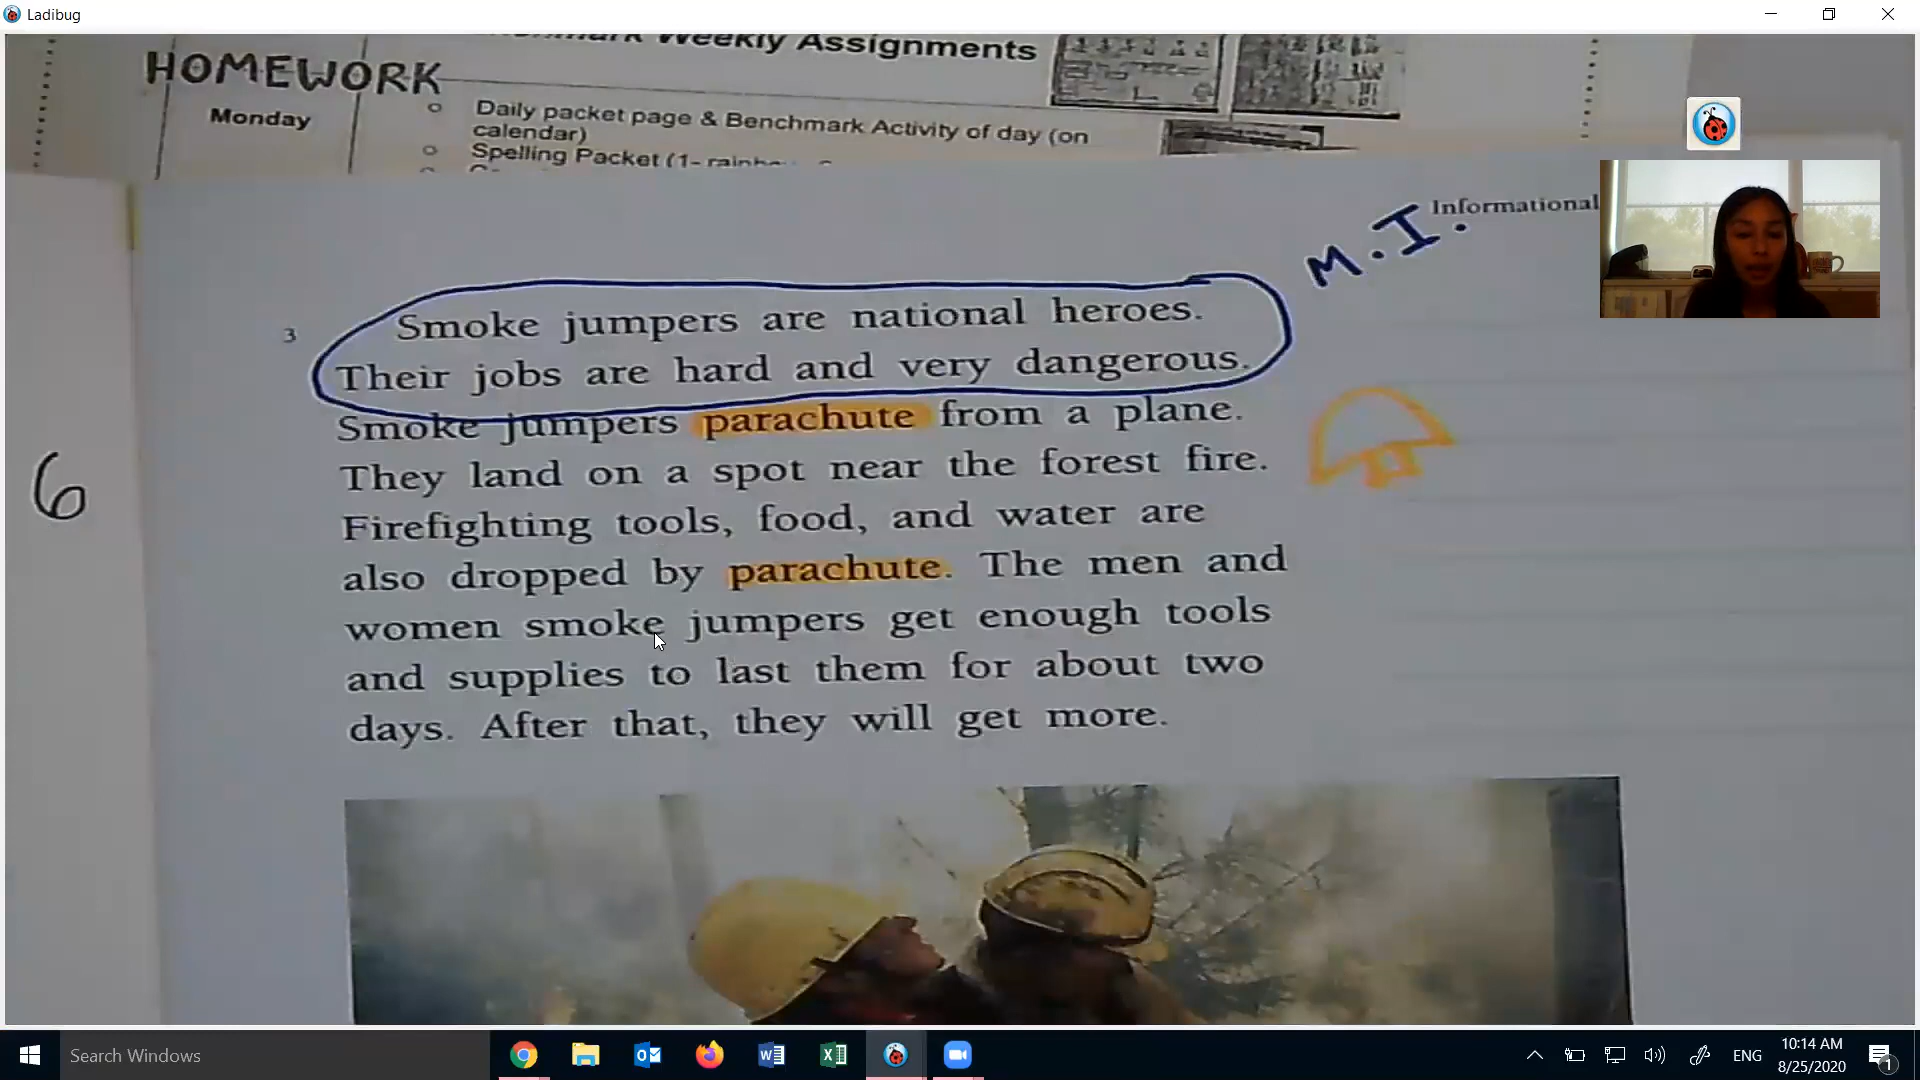 Ladibug
Weekly Assignments
HOMEWORK
Monday
Daily packet page & Benchmark Activity of day (on
calendar)
Spelling Packet (1- rainbow
Informational
M.I.
3
Smoke jumpers are national heroes.
Their jobs are hard and very dangerous.
Smoke jumpers parachute from a plane.
They land on a spot near the forest fire.
Firefighting tools, food, and water are
also dropped by parachute. The men and
women smoke jumpers get enough tools
and supplies to last them for about two
days. After that, they will get more.
6
Search Windows
ENG
10:14 AM
8/25/2020
1